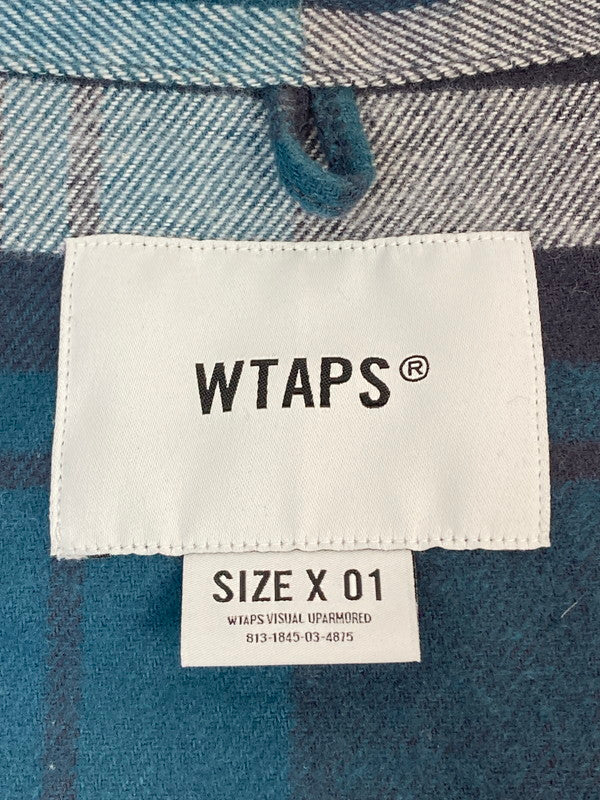 WTAPS®
SIZE X 01
WTAPS VISUAL UPARMORED
813-1845-03-4875